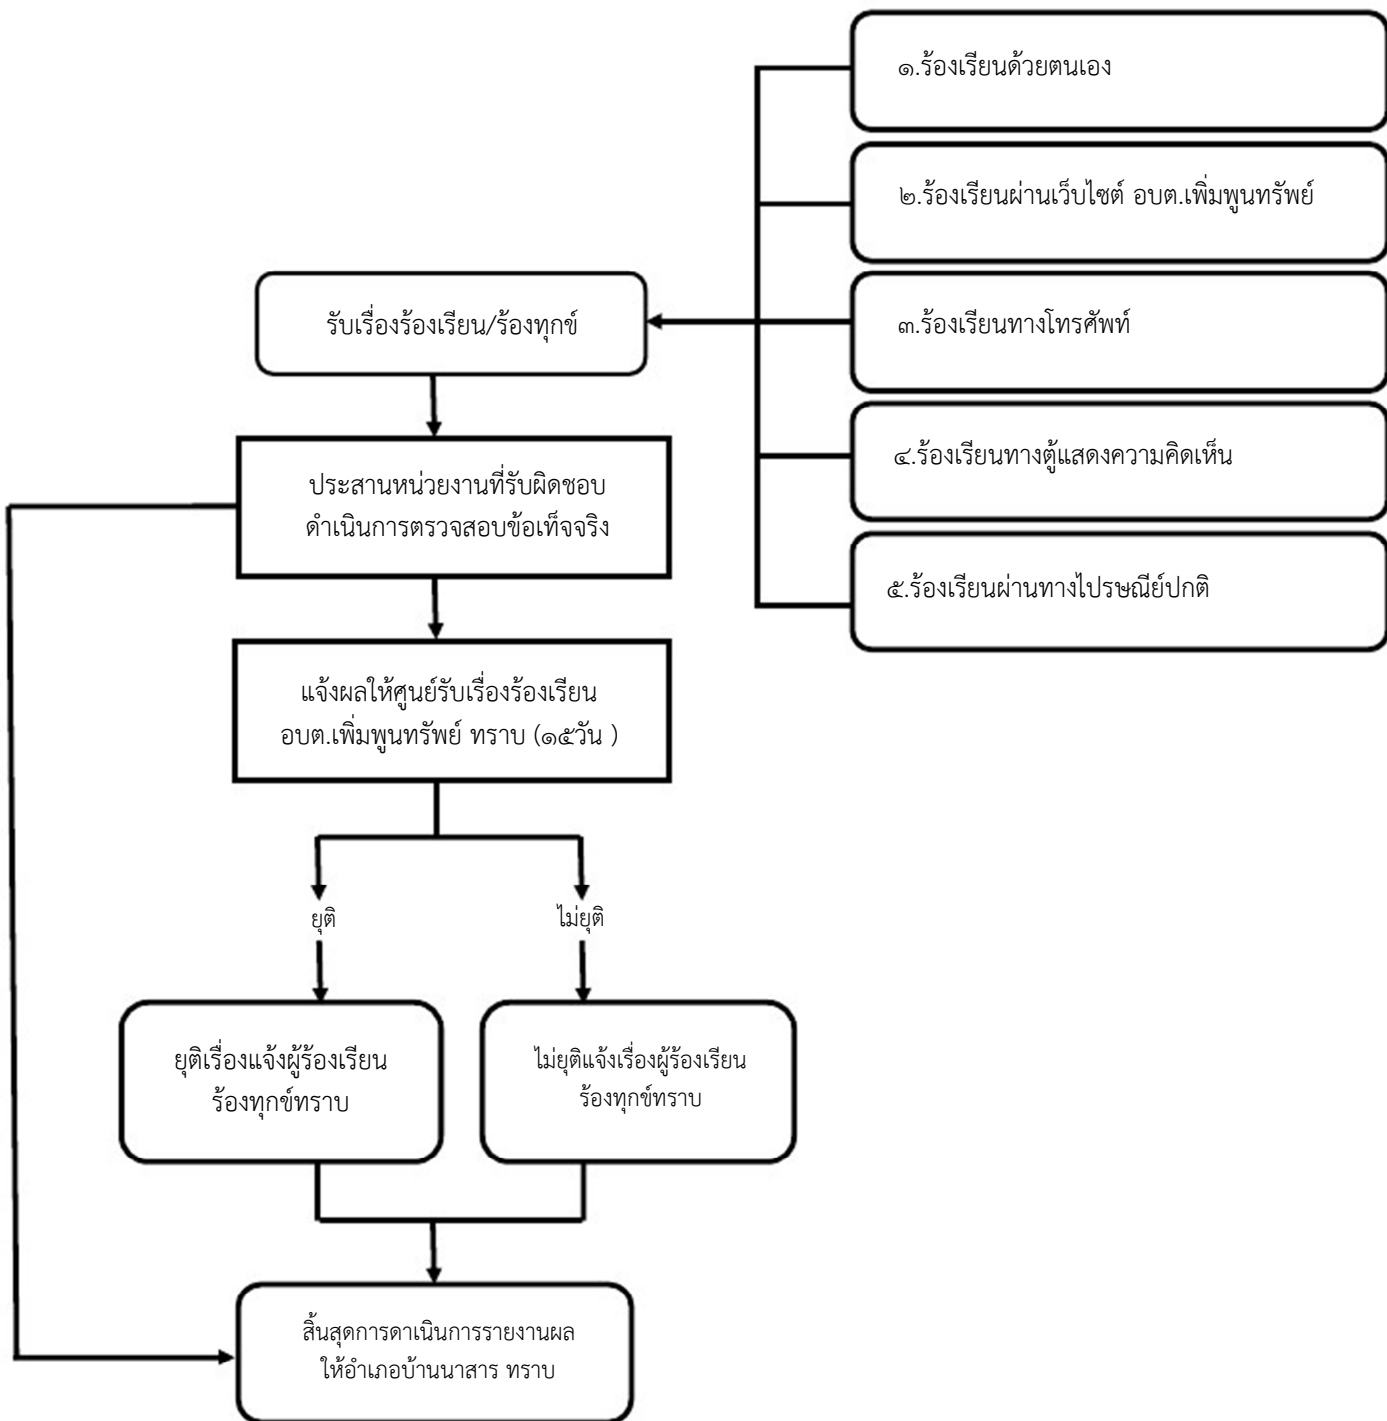 ๑.ร้องเรียนด้วยตนเอง
๒.ร้องเรียนผ่านเว็บไซต์ อบต.เพิ่มพูนทรัพย์
๓.ร้องเรียนทางโทรศัพท์
๔.ร้องเรียนทางตู้แสดงความคิดเห็น
๕.ร้องเรียนผ่านทางไปรษณีย์ปกติ
รับเรื่องร้องเรียน/ร้องทุกข์
ประสานหน่วยงานที่รับผิดชอบ
ดำเนินการตรวจสอบข้อเท็จจริง
แจ้งผลให้ศูนย์รับเรื่องร้องเรียน
อบต.เพิ่มพูนทรัพย์ ทราบ (๑๕วัน )
ยุติ
ไม่ยุติ
ยุติเรื่องแจ้งผู้ร้องเรียน
ร้องทุกข์ทราบ
ไม่ยุติแจ้งเรื่องผู้ร้องเรียน
ร้องทุกข์ทราบ
สิ้นสุดการดาเนินการรายงานผล
ให้อำเภอบ้านนาสาร ทราบ